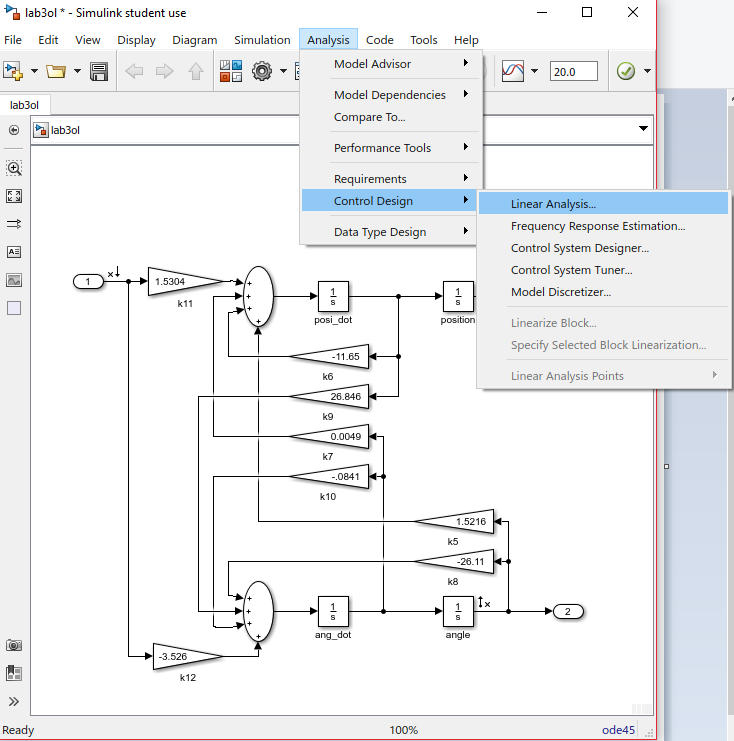 lab3ol * - Simulink student use
File Edit View Display Diagram Simulation Analysis Code Tools Help
20.0
lab3ol
lab3ol
Model Advisor
Model Dependencies
Compare To...
Performance Tools
Requirements
Control Design
Data Type Design
Linear Analysis...
Frequency Response Estimation...
Control System Designer...
Control System Tuner...
Model Discretizer...
Linearize Block...
Specify Selected Block Linearization...
Linear Analysis Points
1
1.5304
k11
+
+
+
+
1
s
posi_dot
1
s
position
-11.65
k6
26.846
k9
0.0049
k7
-.0841
k10
1.5216
k5
-26.11
k8
+
+
+
+
1
s
ang_dot
1
s
angle
2
-3.526
k12
Ready 100% ode45